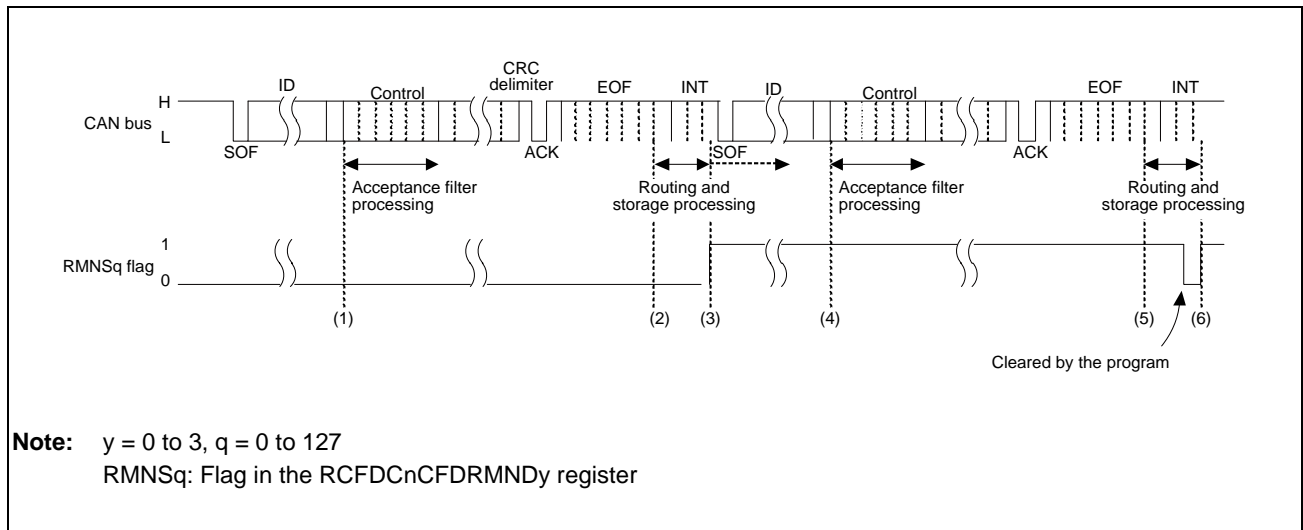 CRC
delimiter
ID
Control
EOF
INT
ID
Control
EOF
INT
H
CAN bus
L
SOF
ACK
SOF
ACK
Acceptance filter
processing
Routing and
storage processing
Acceptance filter
processing
Routing and
storage processing
1
RMNSq flag
0
(1)
(2)
(3)
(4)
(5)
(6)
Cleared by the program
Note: y = 0 to 3, q = 0 to 127
RMNSq: Flag in the RCFDCnCFDRMNDy register